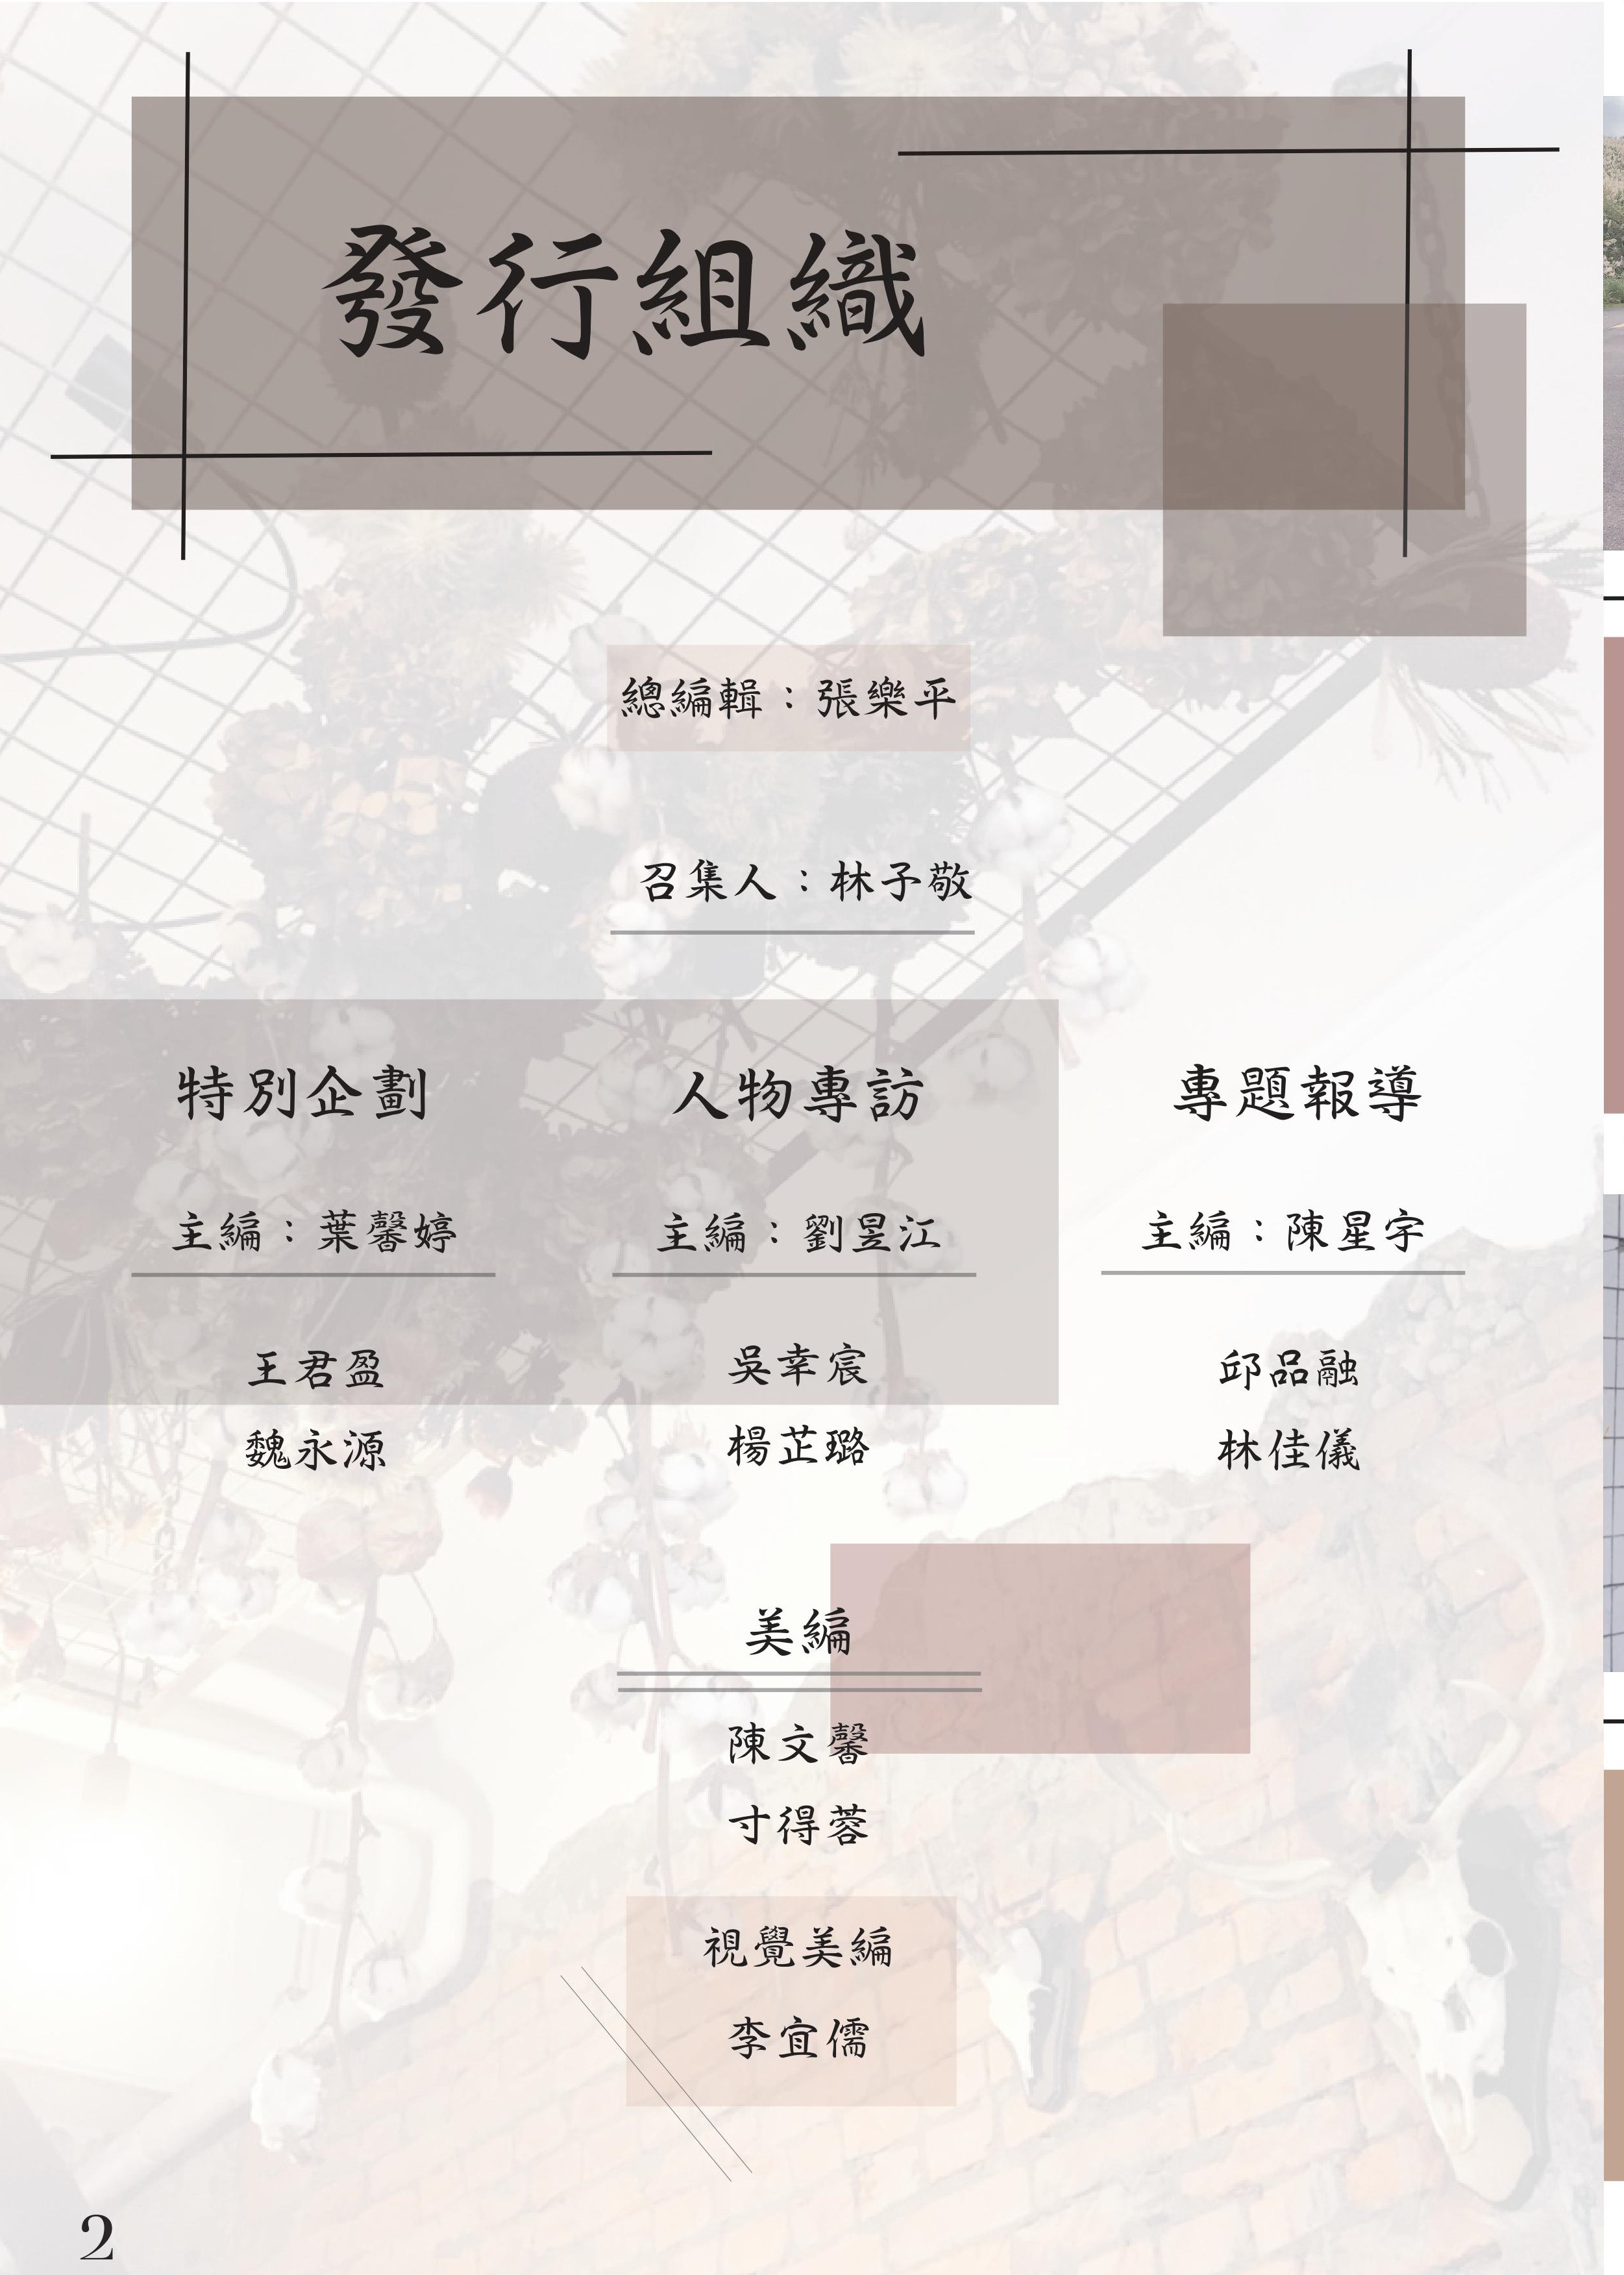 發行組織
總編輯：張樂平
召集人：林子敬
特別企劃
主編：葉馨婷
王君盈
魏永源
人物專訪
主編：劉昱江
吳幸宸
楊芷璐
專題報導
主編：陳星宇
邱品融
林佳儀
美編
陳文馨
寸得蓉
視覺美編
李宜儒
2